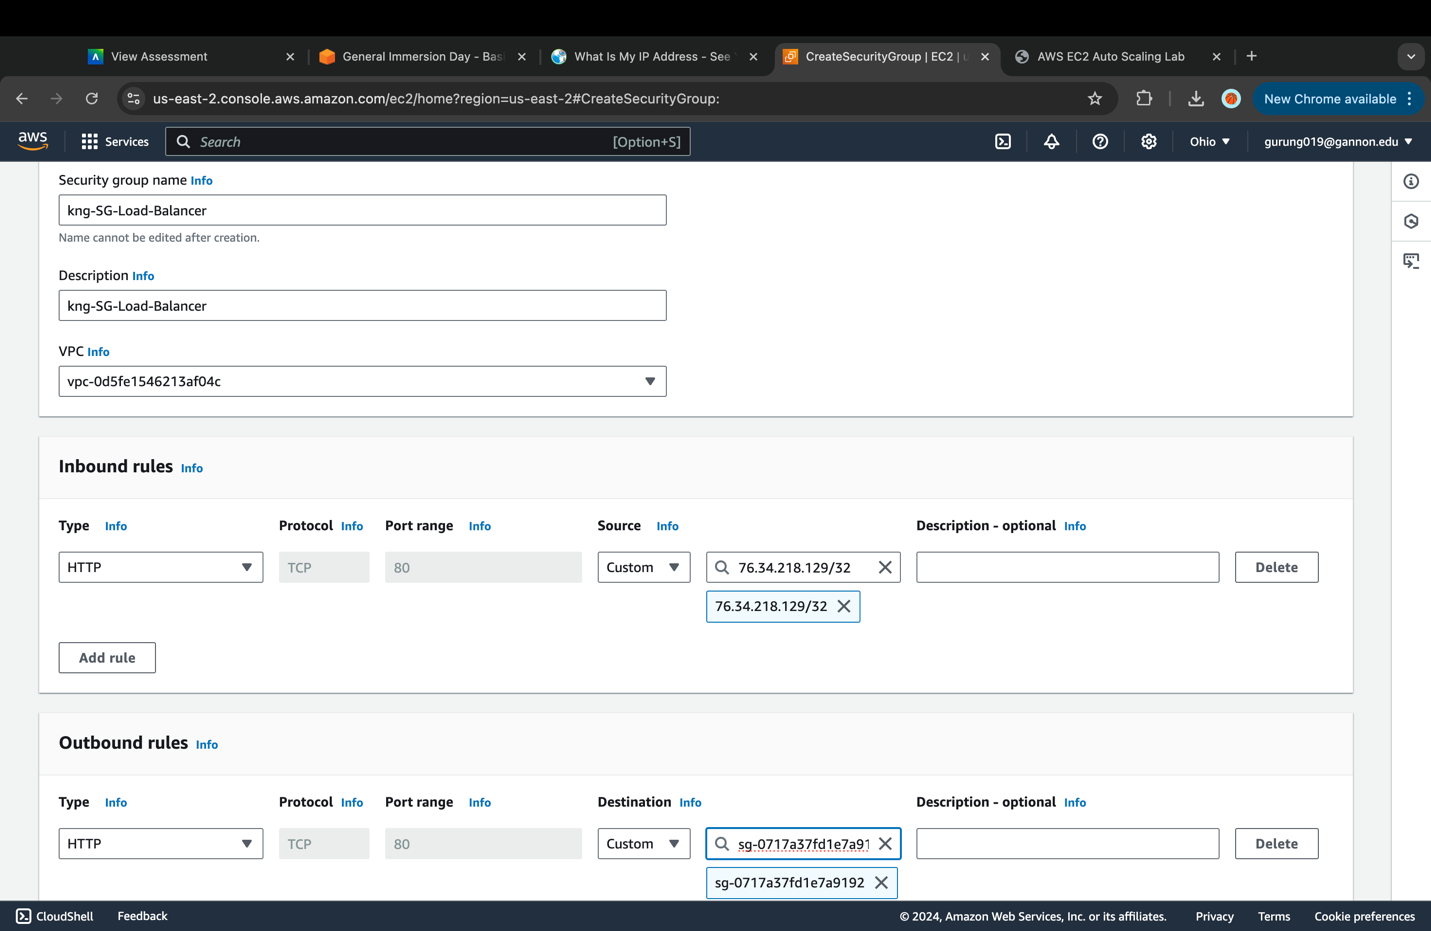 View Assessment
General Immersion Day - Bas
What Is My IP Address - See
CreateSecurityGroup | EC2 | u
AWS EC2 Auto Scaling Lab
us-east-2.console.aws.amazon.com/ec2/home?region=us-east-2#CreateSecurityGroup:
New Chrome available
aws
Services
Search
[Option+S]
Ohio
gurung019@gannon.edu
Security group name Info
kng-SG-Load-Balancer
Name cannot be edited after creation.
Description Info
kng-SG-Load-Balancer
VPC Info
vpc-0d5fe1546213af04c
Inbound rules Info
Type Info Protocol Info Port range Info Source Info Description - optional Info
HTTP TCP 80 Custom 76.34.218.129/32 Delete
76.34.218.129/32
Add rule
Outbound rules Info
Type Info Protocol Info Port range Info Destination Info Description - optional Info
HTTP TCP 80 Custom sg-0717a37fd1e7a91 Delete
sg-0717a37fd1e7a9192
CloudShell Feedback © 2024, Amazon Web Services, Inc. or its affiliates. Privacy Terms Cookie preferences